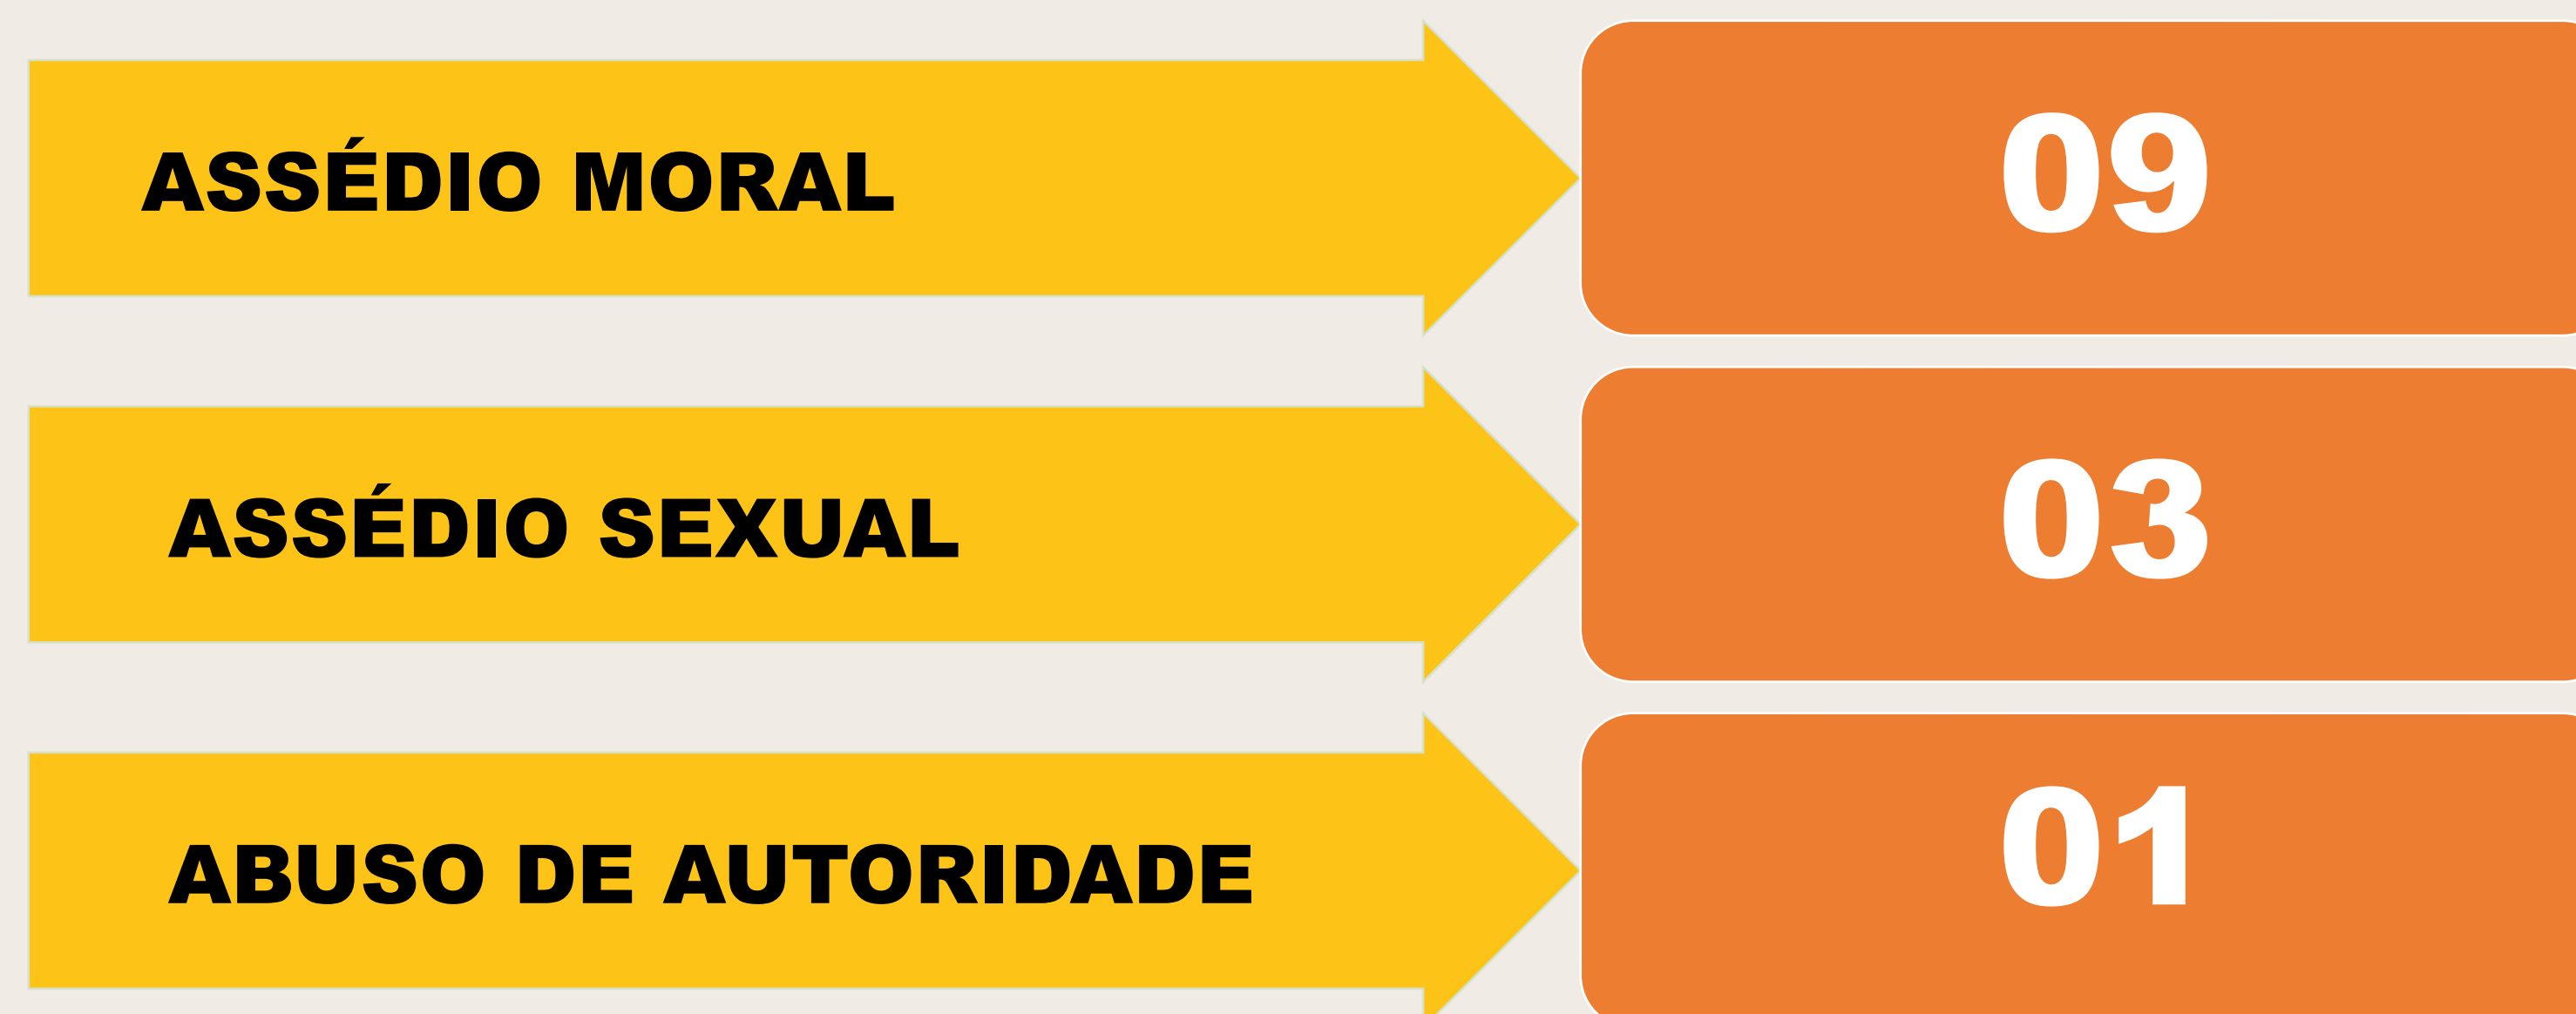 ASSÉDIO MORAL
09
ASSÉDIO SEXUAL
03
ABUSO DE AUTORIDADE
01